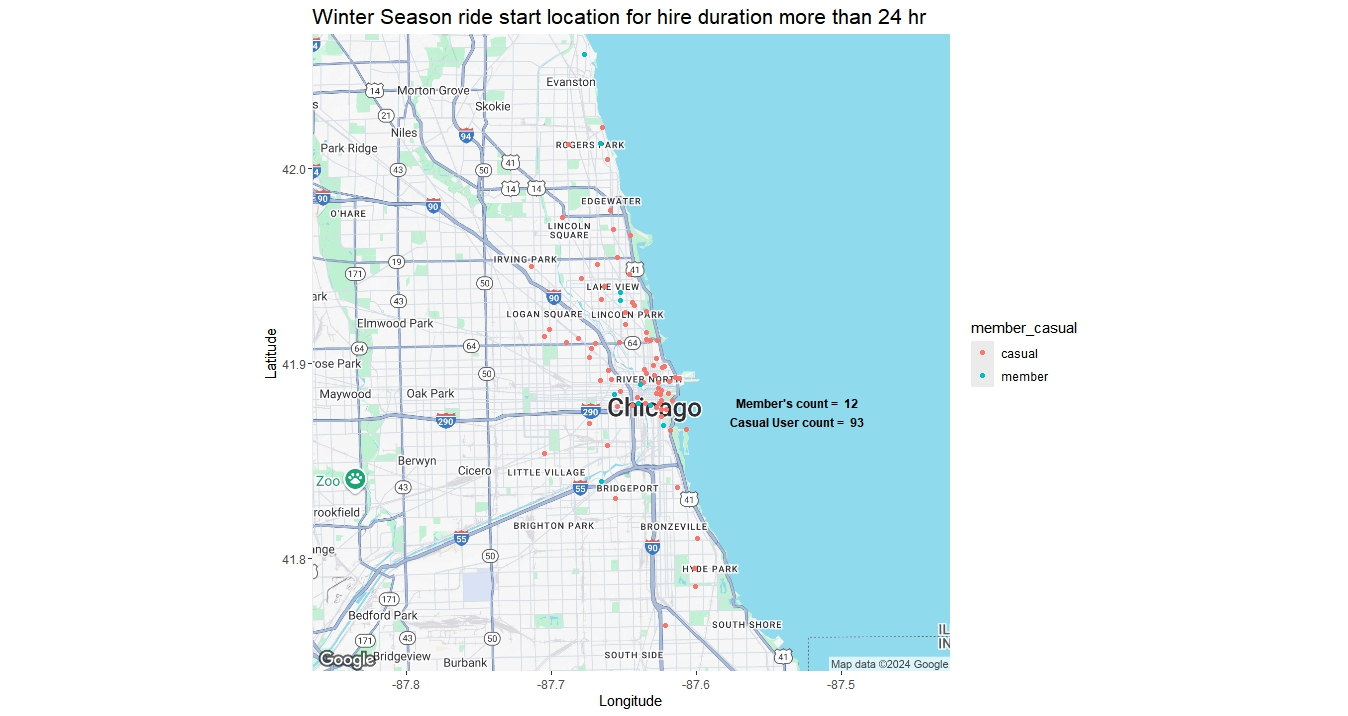 Winter Season ride start location for hire duration more than 24 hr
Evanston
14
Morton Grove
Skokie
21
94
Niles
ROGERS PARK
Park Ridge
41
42.0
43
50
14
14
90
90
EDGEWATER
O'HARE
LINCOLN
SQUARE
19
IRVING PARK
171
41
50
LAKE VIEW
90
43
LOGAN SQUARE
LINCOLN PARK
Elmwood Park
64
64
64
41.9
rose Park
50
RIVER NORTH
Maywood
Oak Park
290
290
Chicago
Member's count = 12
Casual User count = 93
Latitude
member_casual
casual
member
Berwyn
Cicero
LITTLE VILLAGE
Zoo
43
55
BRIDGEPORT
41
rookfield
BRIGHTON PARK
BRONZEVILLE
55
90
ange
50
41.8
HYDE PARK
171
Bedford Park
SOUTH SHORE
171
43
50
IL
IN
Google
Bridgeview
Burbank
SOUTH SIDE
41
Map data ©2024 Google
-87.8
-87.7
-87.6
-87.5
Longitude